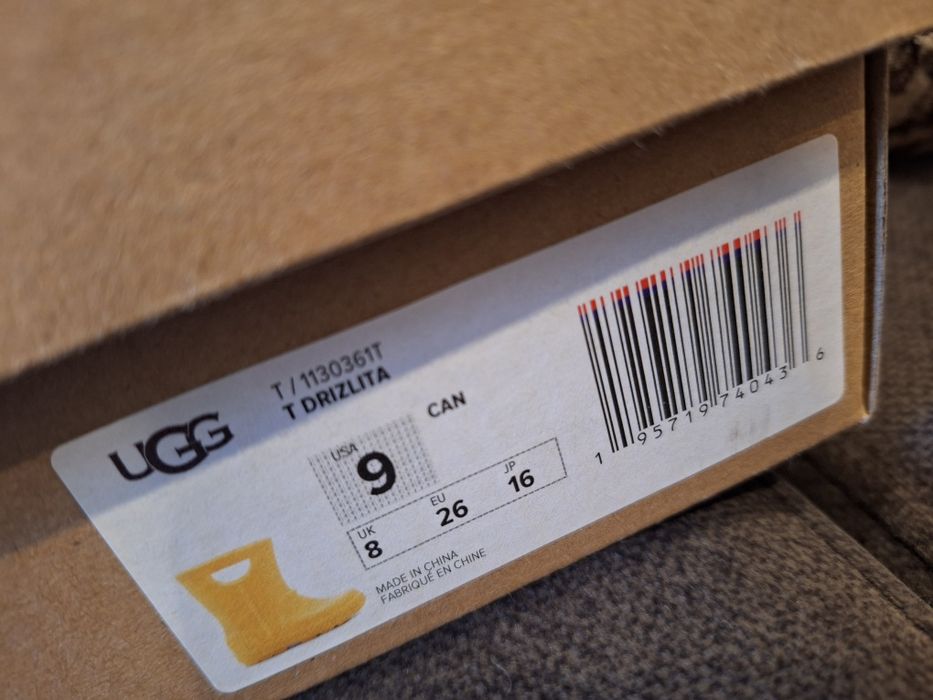 UGG
T / 1130361T
T DRIZLITA
CAN
USA
9
UK EU JP
8 26 16
MADE IN CHINA
FABRIQUÉ EN CHINE
1 95719 74043 6